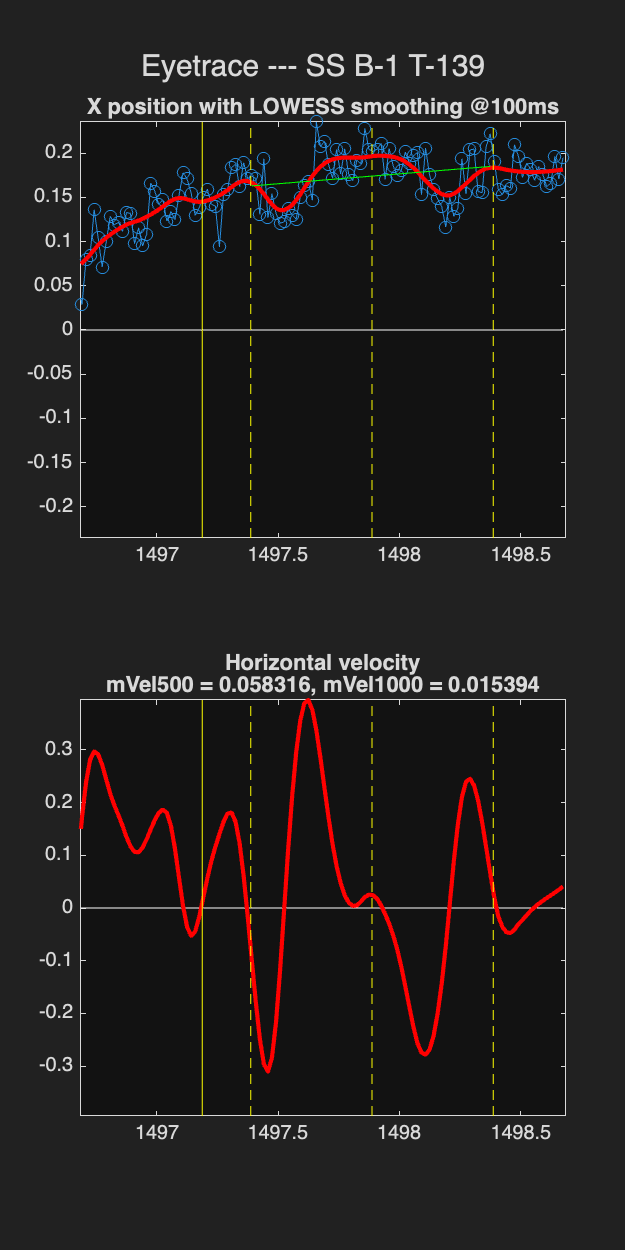 Eyetrace --- SS B-1 T-139
X position with LOWESS smoothing @100ms
0.2
0.15
0.1
0.05
0
-0.05
-0.1
-0.15
-0.2
1497 1497.5 1498 1498.5
Horizontal velocity
mVel500 = 0.058316, mVel1000 = 0.015394
0.3
0.2
0.1
0
-0.1
-0.2
-0.3
1497 1497.5 1498 1498.5